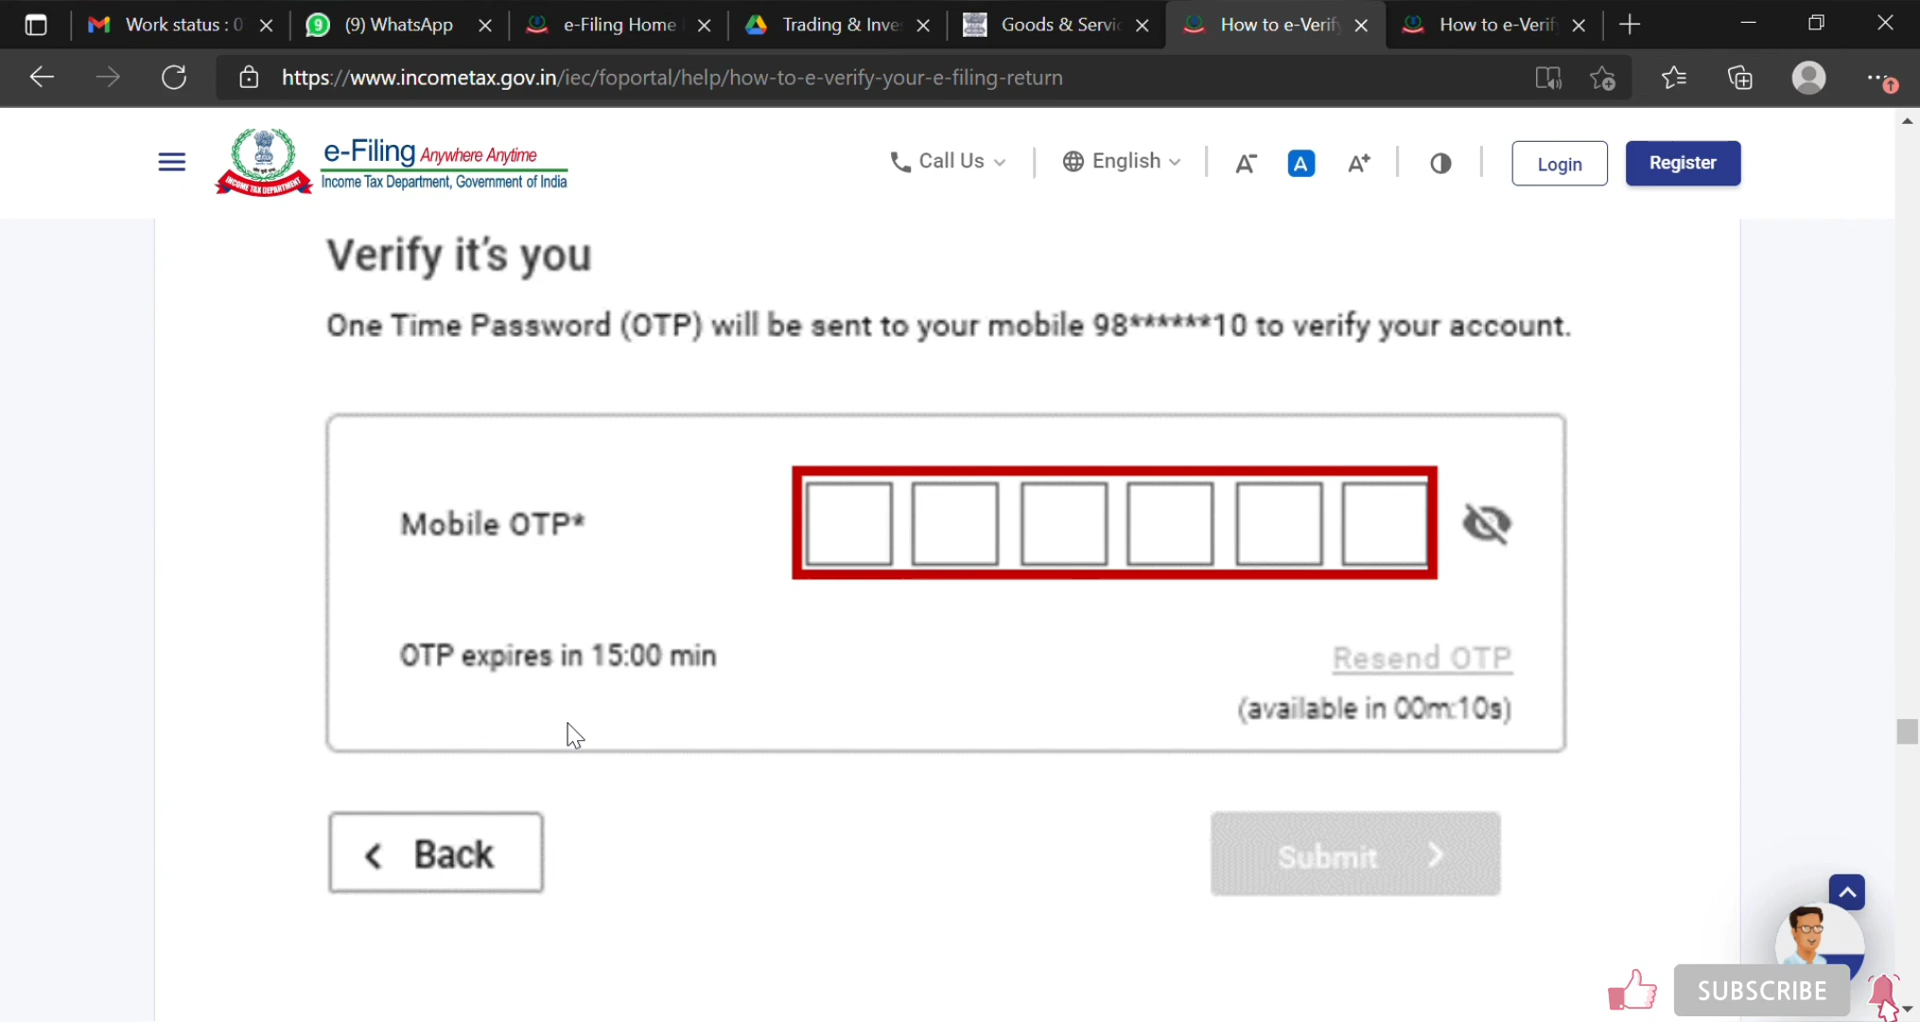 Work status : 0
(9) WhatsApp
e-Filing Home
Trading & Inve
Goods & Servic
How to e-Verif
How to e-Verif
https://www.incometax.gov.in/iec/foportal/help/how-to-e-verify-your-e-filing-return
e-Filing Anywhere Anytime
Income Tax Department, Government of India
INCOME TAX DEPARTMENT
Call Us
English
A-
A
A+
Login
Register
Verify it's you
One Time Password (OTP) will be sent to your mobile 98******10 to verify your account.
Mobile OTP*
OTP expires in 15:00 min
Resend OTP
(available in 00m:10s)
Back
Submit
SUBSCRIBE